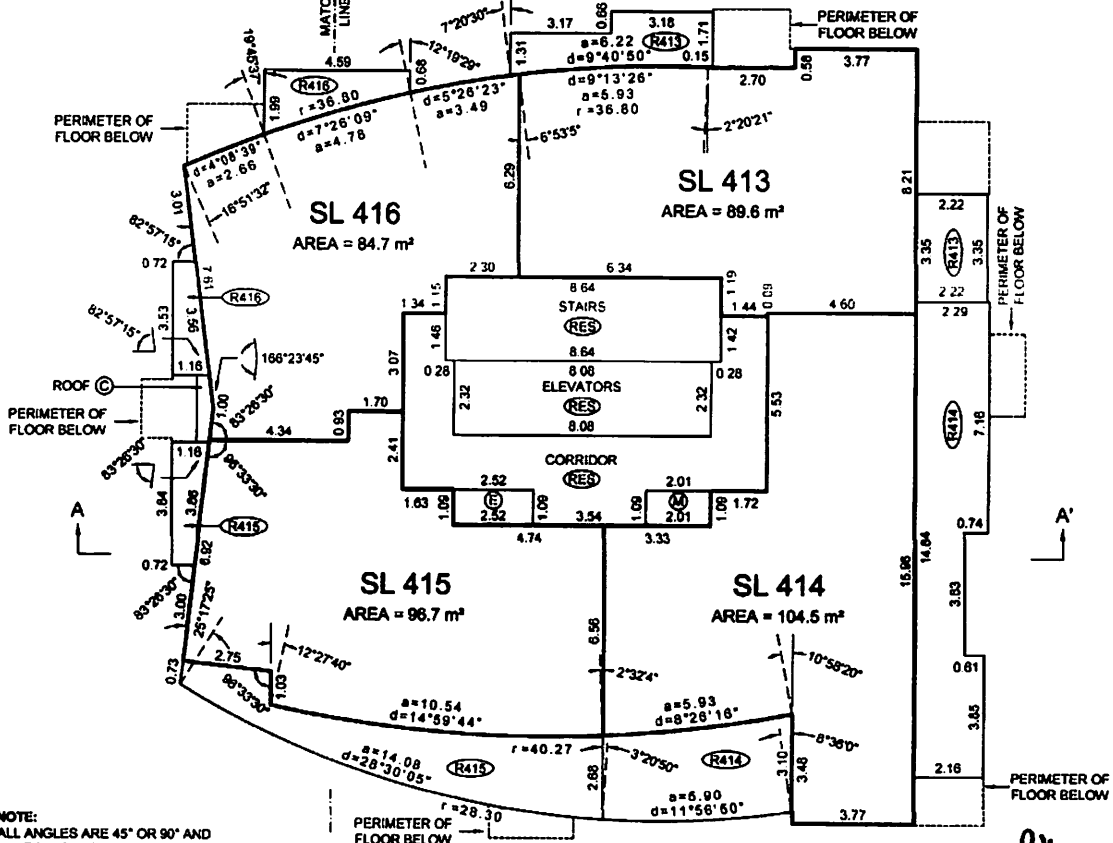 MATC
LINE
7°20'30"
3.17
0.66
3.18
1.71
PERIMETER OF
FLOOR BELOW
19°45'37"
12°19'29"
1.31
a=6.22
R413
d=9°40'50"
0.15
0.58
3.77
4.59
0.68
R416
1.99
r=36.80
d=7°26'09"
a=4.78
d=5°26'23"
a=3.49
d=9°13'26"
a=5.93
r=36.80
2.70
PERIMETER OF
FLOOR BELOW
6°53'5"
2°20'21"
d=4°08'39"
a=2.66
16°51'32"
3.01
6.29
8.21
SL 416
AREA = 84.7 m²
SL 413
AREA = 89.6 m²
2.22
3.35
R413
3.35
2.22
PERIMETER OF
FLOOR BELOW
82°57'15"
0.72
7.61
R416
3.53
3.56
82°57'15"
1.16
166°23'45"
ROOF C
1.00
83°26'30"
PERIMETER OF
FLOOR BELOW
2.30
6.34
8.64
1.15
1.19
STAIRS
RES
1.34
1.44
0.09
4.60
2.29
1.46
1.42
3.07
8.64
0.28
8.08
0.28
ELEVATORS
RES
2.32
2.32
8.08
5.53
R414
7.16
1.70
0.93
4.34
2.41
CORRIDOR
RES
83°26'30"
1.16
96°33'30"
3.64
3.86
R415
6.92
0.72
83°26'30"
3.00
25°17'25"
2.52
E
2.52
2.01
M
2.01
1.63
1.09
1.09
3.54
1.09
1.09
1.72
4.74
3.33
A
A'
0.74
15.96
14.64
3.83
0.61
3.85
SL 415
AREA = 96.7 m²
SL 414
AREA = 104.5 m²
6.56
2.75
12°27'40"
0.73
96°33'30"
1.03
2°32'4"
10°58'20"
a=10.54
d=14°59'44"
a=5.93
d=8°26'16"
8°36'0"
a=14.08
d=28°30'05"
R415
r=40.27
3°20'50"
R414
2.68
3.10
3.48
2.16
PERIMETER OF
FLOOR BELOW
r=28.30
a=5.90
d=11°56'50"
3.77
PERIMETER OF
FLOOR BELOW
NOTE:
ALL ANGLES ARE 45° OR 90° AND